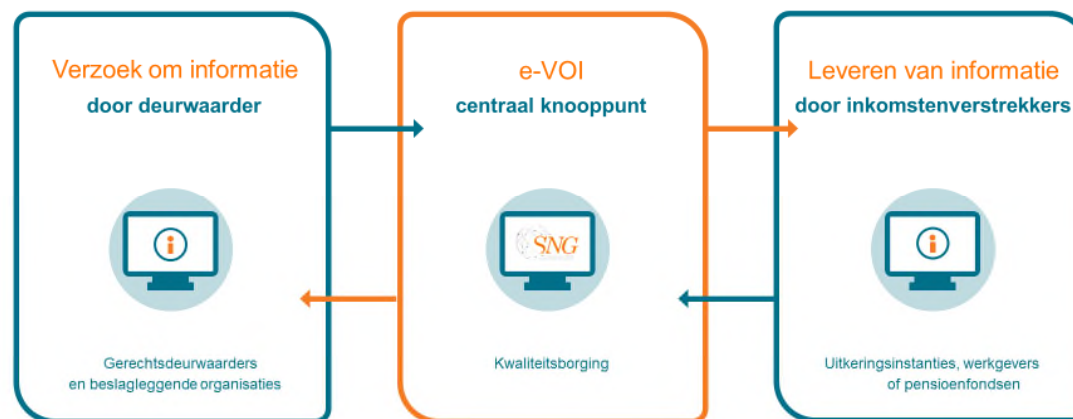 Verzoek om informatie
door deurwaarder
Gerechtsdeurwaarders
en beslagleggende organisaties
e-VOI
centraal knooppunt
SNG
Kwaliteitsborging
Leveren van informatie
door inkomstenverstrekkers
Uitkeringsinstanties, werkgevers
of pensioenfondsen